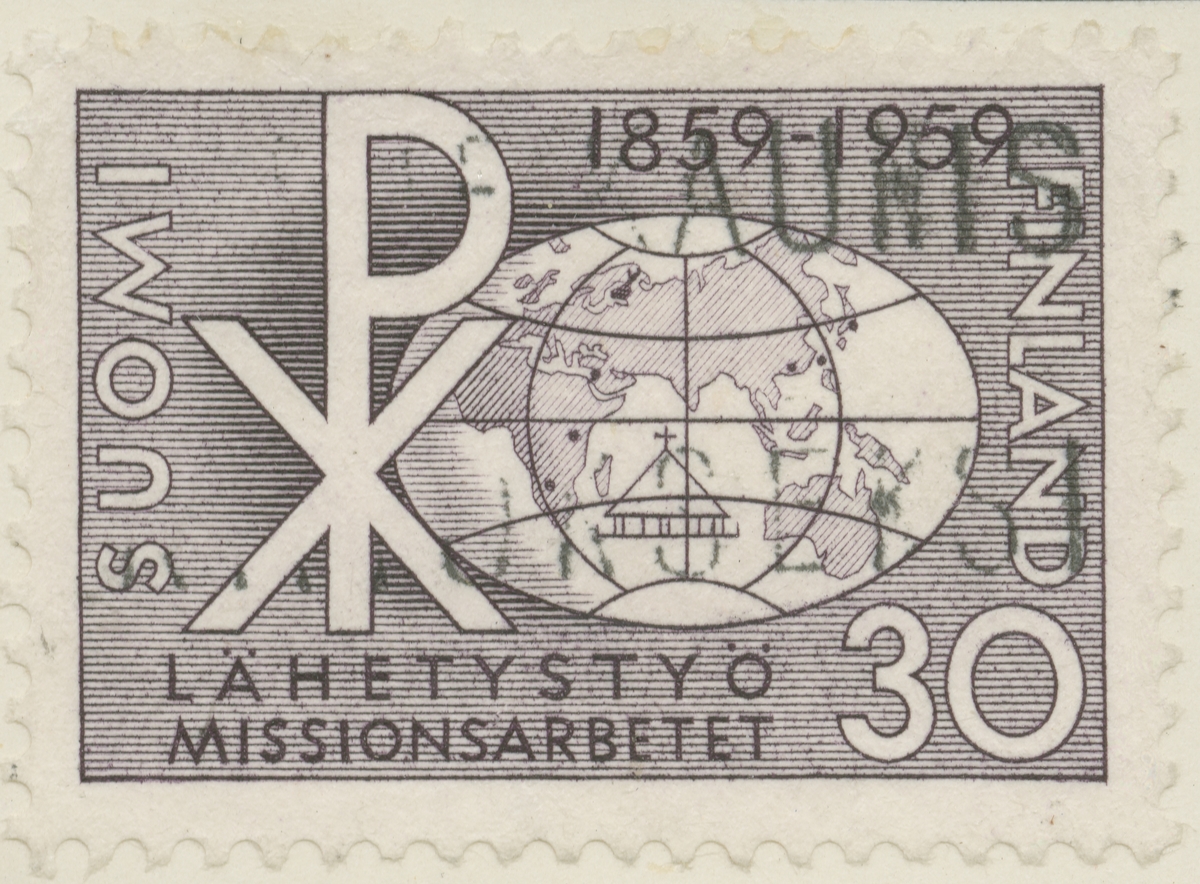 1859-1959
SUOMI
FINLAND
30
LÄHETYSTYÖ
MISSIONSARBETET